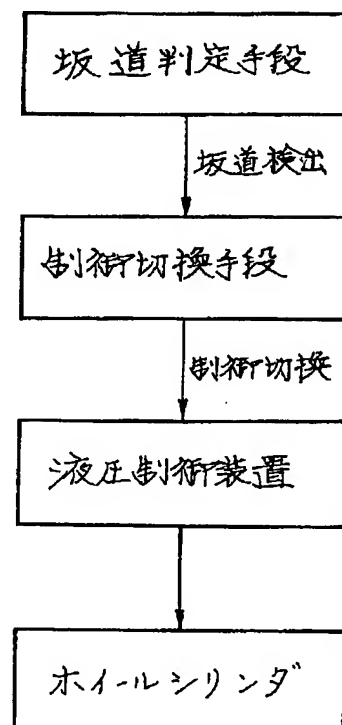 坂道判定手段
坂道検出
制御切換手段
制御切換
液圧制御装置
ホイールシリンダ